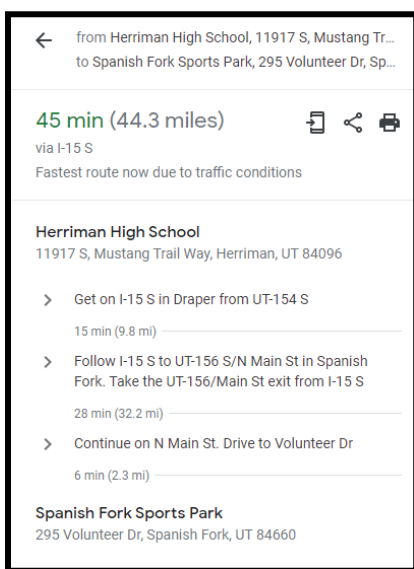 from Herriman High School, 11917 S, Mustang Tr...
to Spanish Fork Sports Park, 295 Volunteer Dr, Sp...
45 min (44.3 miles)
via I-15 S
Fastest route now due to traffic conditions
Herriman High School
11917 S, Mustang Trail Way, Herriman, UT 84096
Get on I-15 S in Draper from UT-154 S
15 min (9.8 mi)
Follow I-15 S to UT-156 S/N Main St in Spanish
Fork. Take the UT-156/Main St exit from I-15 S
28 min (32.2 mi)
Continue on N Main St. Drive to Volunteer Dr
6 min (2.3 mi)
Spanish Fork Sports Park
295 Volunteer Dr, Spanish Fork, UT 84660